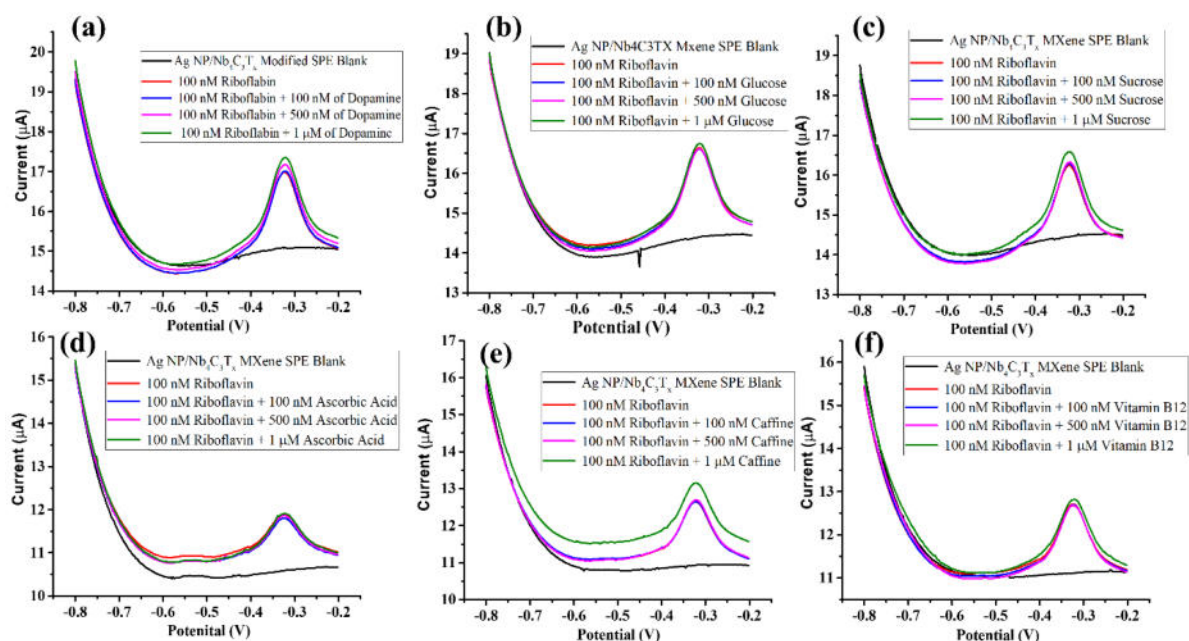 (a)
Ag NP/Nb₄C₃Tₓ Modified SPE Blank
100 nM Riboflabin
100 nM Riboflabin + 100 nM of Dopamine
100 nM Riboflabin + 500 nM of Dopamine
100 nM Riboflabin + 1 µM of Dopamine
Current (µA)
20
19
18
17
16
15
14
-0.8 -0.7 -0.6 -0.5 -0.4 -0.3 -0.2
Potential (V)
(b)
Ag NP/Nb4C3TX Mxene SPE Blank
100 nM Riboflavin
100 nM Riboflavin + 100 nM Glucose
100 nM Riboflavin + 500 nM Glucose
100 nM Riboflavin + 1 µM Glucose
Current (µA)
19
18
17
16
15
14
13
-0.8 -0.7 -0.6 -0.5 -0.4 -0.3 -0.2
Potential (V)
(c)
Ag NP/Nb₄C₃Tₓ MXene SPE Blank
100 nM Riboflavin
100 nM Riboflavin + 100 nM Sucrose
100 nM Riboflavin + 500 nM Sucrose
100 nM Riboflavin + 1 µM Sucrose
Current (µA)
19
18
17
16
15
14
13
-0.8 -0.7 -0.6 -0.5 -0.4 -0.3 -0.2
Potential (V)
(d)
Ag NP/Nb₄C₃Tₓ MXene SPE Blank
100 nM Riboflavin
100 nM Riboflavin + 100 nM Ascorbic Acid
100 nM Riboflavin + 500 nM Ascorbic Acid
100 nM Riboflavin + 1 µM Ascorbic Acid
Current (µA)
16
15
14
13
12
11
10
-0.8 -0.7 -0.6 -0.5 -0.4 -0.3 -0.2
Potenital (V)
(e)
Ag NP/Nb₄C₃Tₓ MXene SPE Blank
100 nM Riboflavin
100 nM Riboflavin + 100 nM Caffine
100 nM Riboflavin + 500 nM Caffine
100 nM Riboflavin + 1 µM Caffine
Current (µA)
17
16
15
14
13
12
11
10
-0.8 -0.7 -0.6 -0.5 -0.4 -0.3 -0.2
Potential (V)
(f)
Ag NP/Nb₄C₃Tₓ MXene SPE Blank
100 nM Riboflavin
100 nM Riboflavin + 100 nM Vitamin B12
100 nM Riboflavin + 500 nM Vitamin B12
100 nM Riboflavin + 1 µM Vitamin B12
Current (µA)
16
15
14
13
12
11
-0.8 -0.7 -0.6 -0.5 -0.4 -0.3 -0.2
Potential (V)